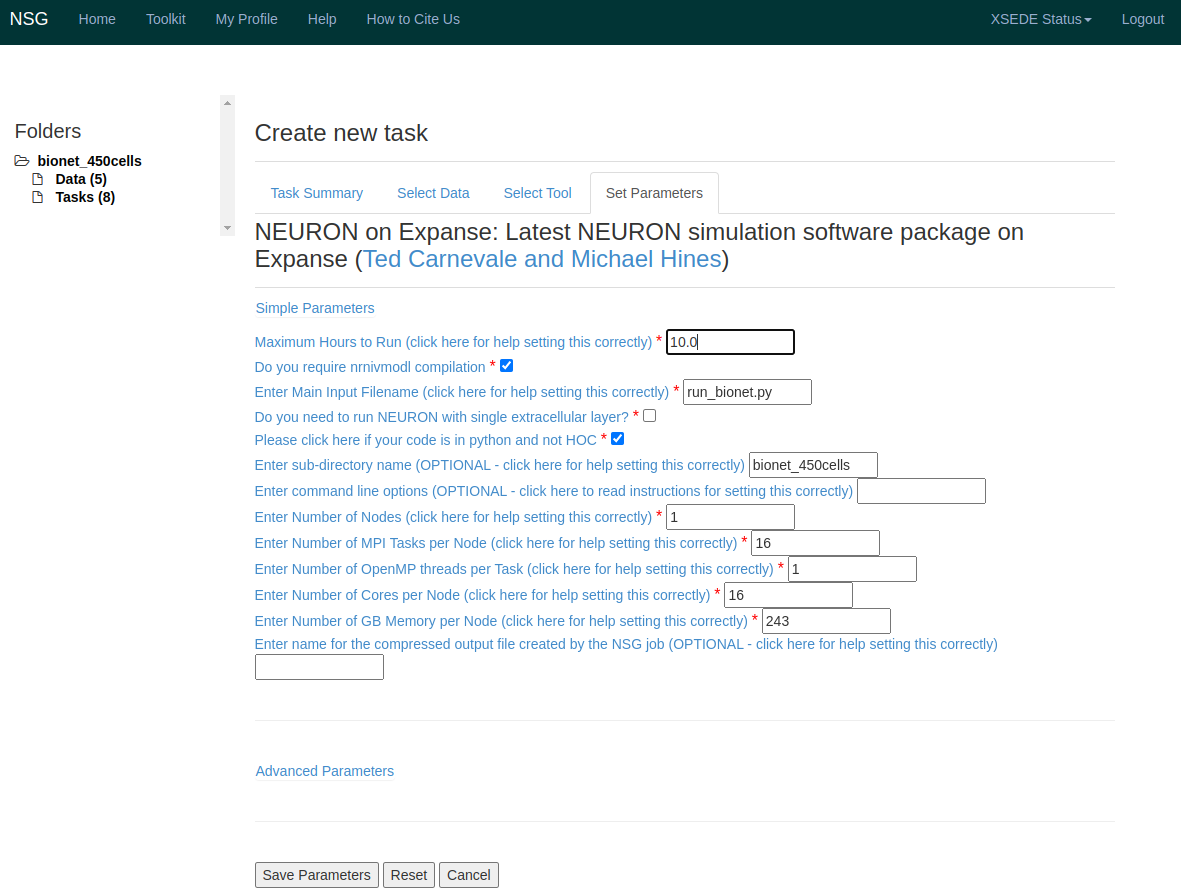 NSG Home Toolkit My Profile Help How to Cite Us XSEDE Status Logout
Folders
bionet_450cells
Data (5)
Tasks (8)
Create new task
Task Summary Select Data Select Tool Set Parameters
NEURON on Expanse: Latest NEURON simulation software package on
Expanse (Ted Carnevale and Michael Hines)
Simple Parameters
Maximum Hours to Run (click here for help setting this correctly) * 10.0
Do you require nrnivmodl compilation *
Enter Main Input Filename (click here for help setting this correctly) * run_bionet.py
Do you need to run NEURON with single extracellular layer? *
Please click here if your code is in python and not HOC *
Enter sub-directory name (OPTIONAL - click here for help setting this correctly) bionet_450cells
Enter command line options (OPTIONAL - click here to read instructions for setting this correctly)
Enter Number of Nodes (click here for help setting this correctly) * 1
Enter Number of MPI Tasks per Node (click here for help setting this correctly) * 16
Enter Number of OpenMP threads per Task (click here for help setting this correctly) * 1
Enter Number of Cores per Node (click here for help setting this correctly) * 16
Enter Number of GB Memory per Node (click here for help setting this correctly) * 243
Enter name for the compressed output file created by the NSG job (OPTIONAL - click here for help setting this correctly)
Advanced Parameters
Save Parameters Reset Cancel